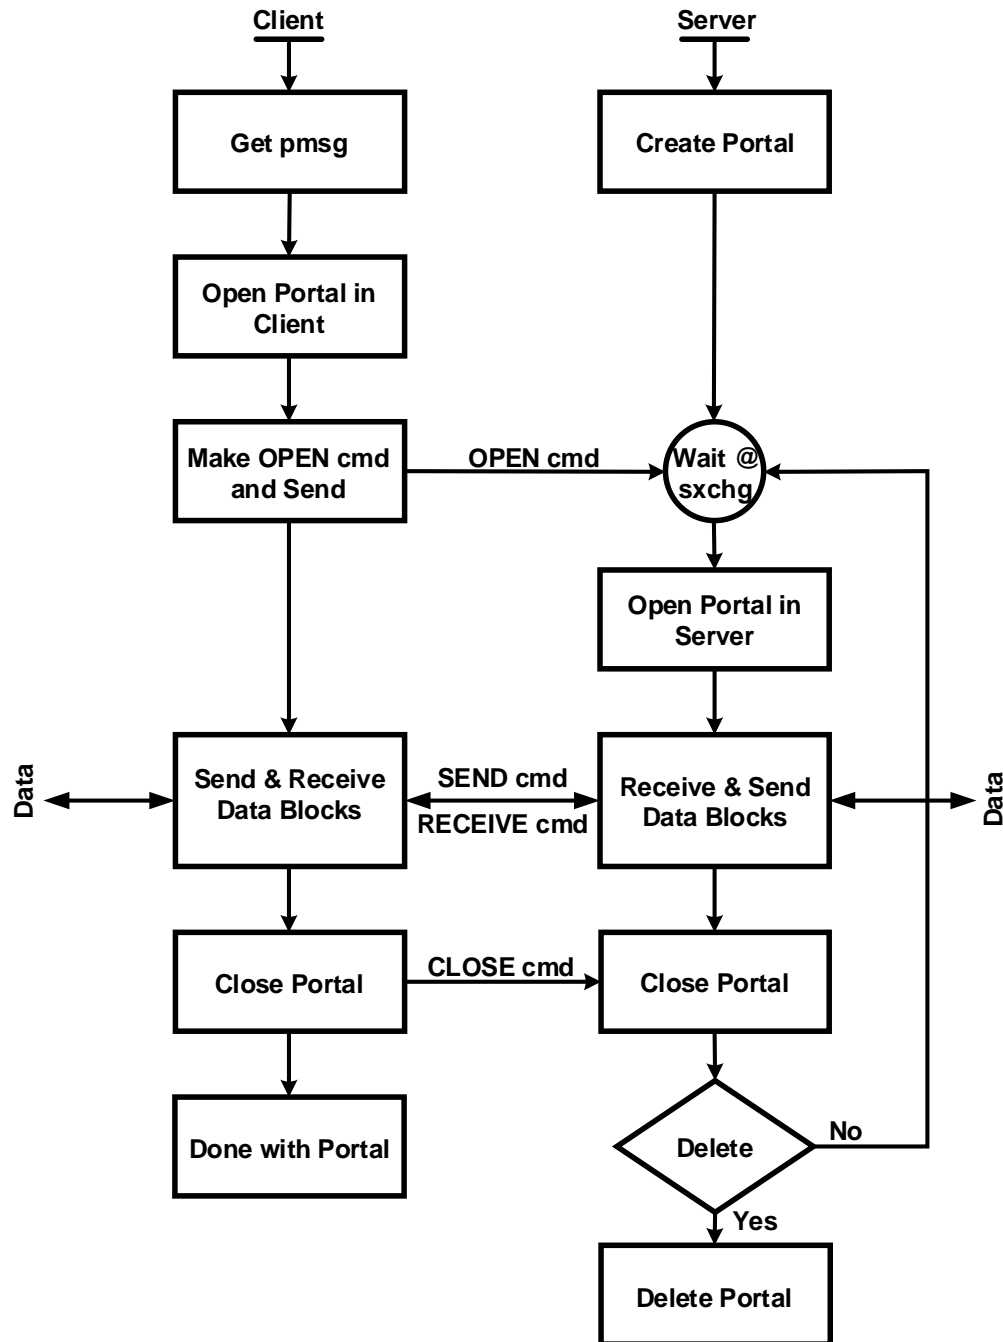 Client
Server
Get pmsg
Create Portal
Open Portal in
Client
Make OPEN cmd
and Send
OPEN cmd
Wait @
sxchg
Open Portal in
Server
Data
Send & Receive
Data Blocks
SEND cmd
RECEIVE cmd
Receive & Send
Data Blocks
Data
Close Portal
CLOSE cmd
Close Portal
Done with Portal
Delete
No
Yes
Delete Portal